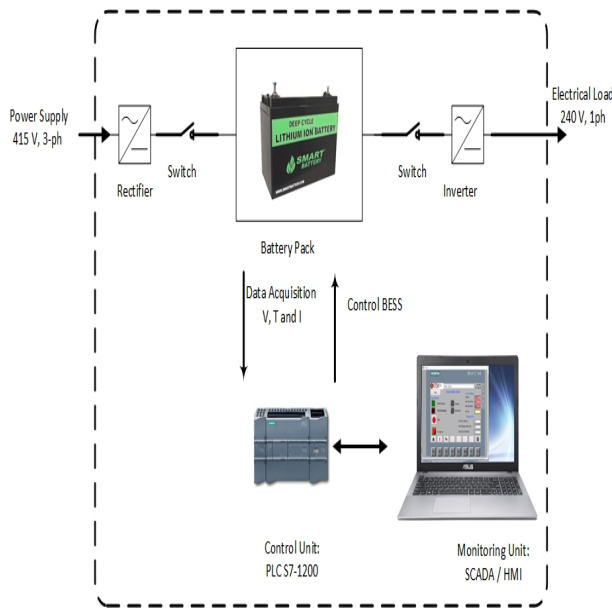 Power Supply
415 V, 3-ph
Rectifier
Switch
DEEP CYCLE
LITHIUM ION BATTERY
SMART
BATTERY
Battery Pack
Switch
Inverter
Electrical Load
240 V, 1ph
Data Acquisition
V, T and I
Control BESS
Control Unit:
PLC S7-1200
ASUS
Monitoring Unit:
SCADA / HMI